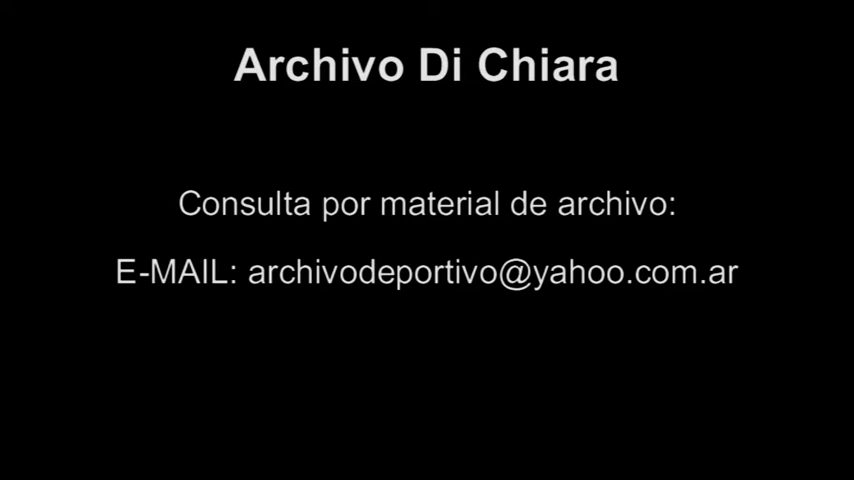 Archivo Di Chiara
Consulta por material de archivo:
E-MAIL: archivodeportivo@yahoo.com.ar